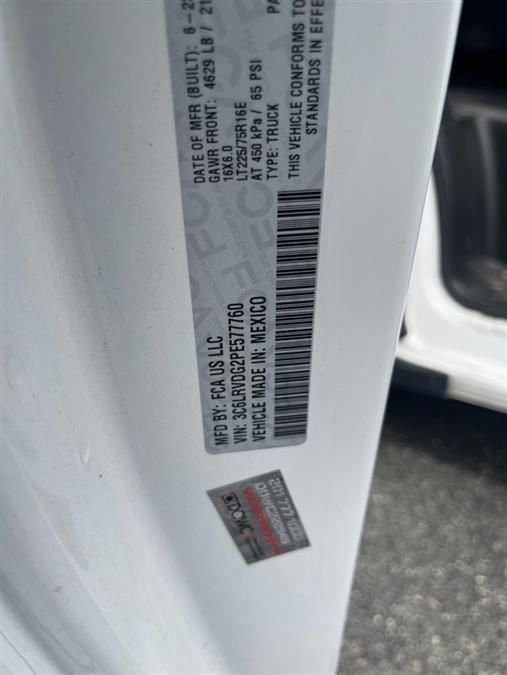 MFD BY: FCA US LLC
DATE OF MFR (BUILT): 6-23
GAWR FRONT: 4629 LB / 21
16X6.0
LT225/75R16E
AT 450 kPa / 65 PSI
VIN: 3C6LRVDG2PE577760
TYPE: TRUCK
VEHICLE MADE IN: MEXICO
THIS VEHICLE CONFORMS TO
STANDARDS IN EFFE
PA